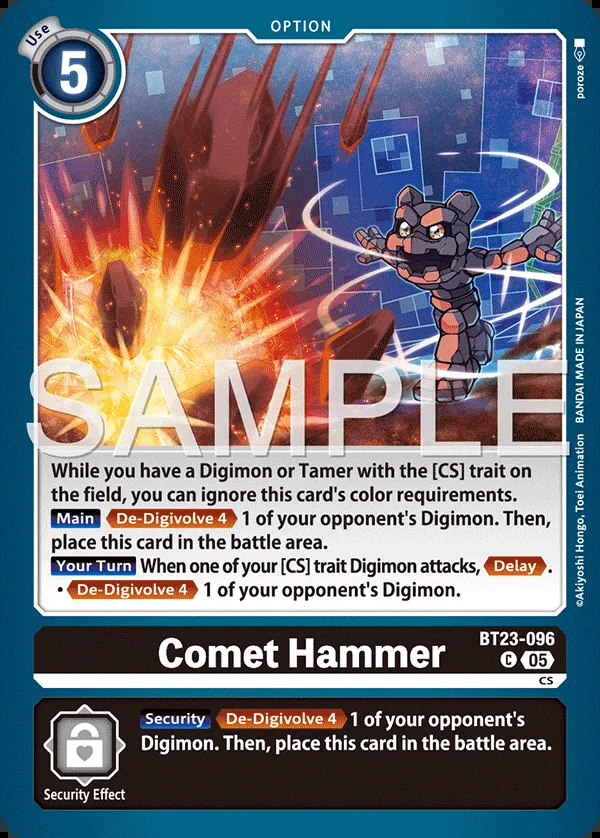 OPTION
Use
5
poroze
SAMPLE
©Akiyoshi Hongo, Toei Animation BANDAI MADE IN JAPAN
While you have a Digimon or Tamer with the [CS] trait on
the field, you can ignore this card's color requirements.
Main De-Digivolve 4 1 of your opponent's Digimon. Then,
place this card in the battle area.
Your Turn When one of your [CS] trait Digimon attacks, Delay.
• De-Digivolve 4 1 of your opponent's Digimon.
BT23-096
Comet Hammer
C 05
CS
Security De-Digivolve 4 1 of your opponent's
Digimon. Then, place this card in the battle area.
Security Effect